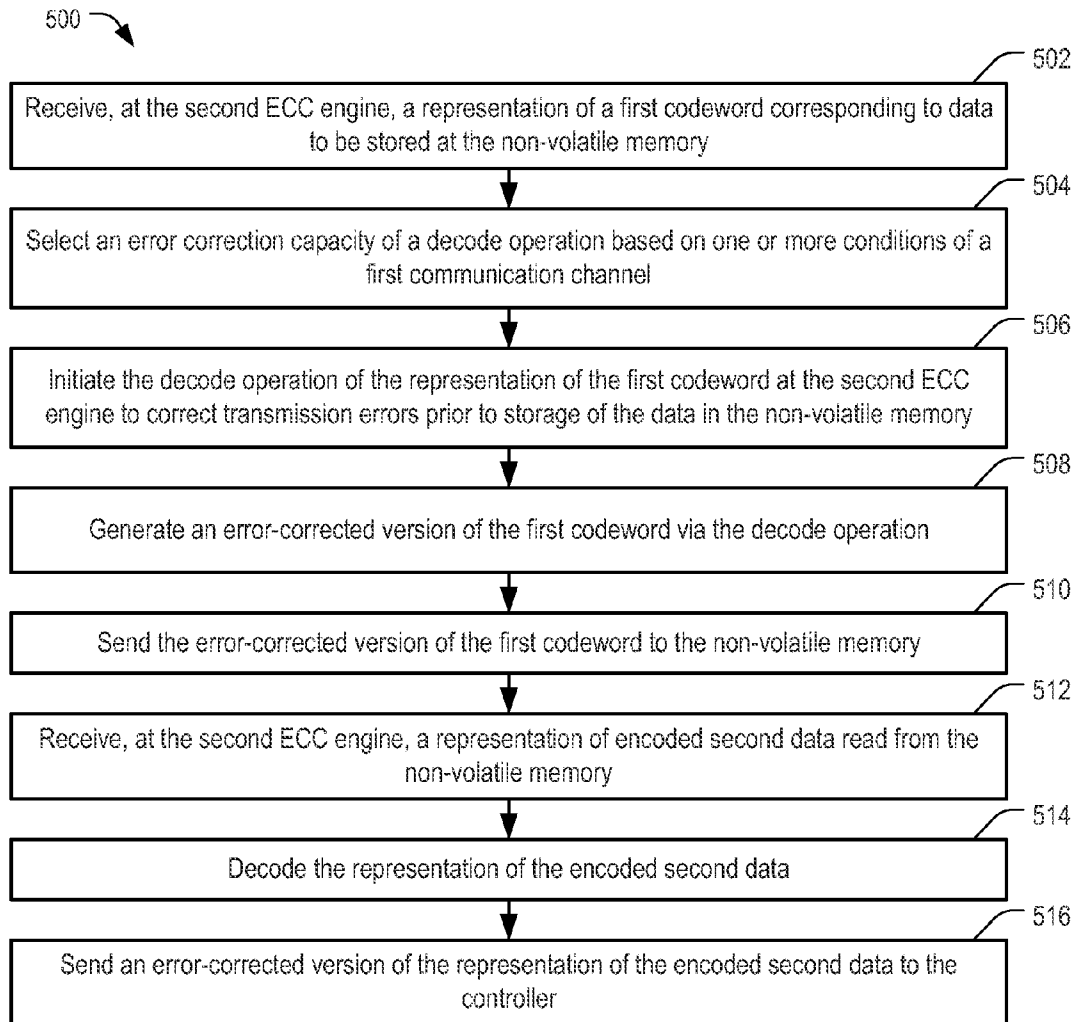 500
502
Receive, at the second ECC engine, a representation of a first codeword corresponding to data
to be stored at the non-volatile memory
504
Select an error correction capacity of a decode operation based on one or more conditions of a
first communication channel
506
Initiate the decode operation of the representation of the first codeword at the second ECC
engine to correct transmission errors prior to storage of the data in the non-volatile memory
508
Generate an error-corrected version of the first codeword via the decode operation
510
Send the error-corrected version of the first codeword to the non-volatile memory
512
Receive, at the second ECC engine, a representation of encoded second data read from the
non-volatile memory
514
Decode the representation of the encoded second data
516
Send an error-corrected version of the representation of the encoded second data to the
controller